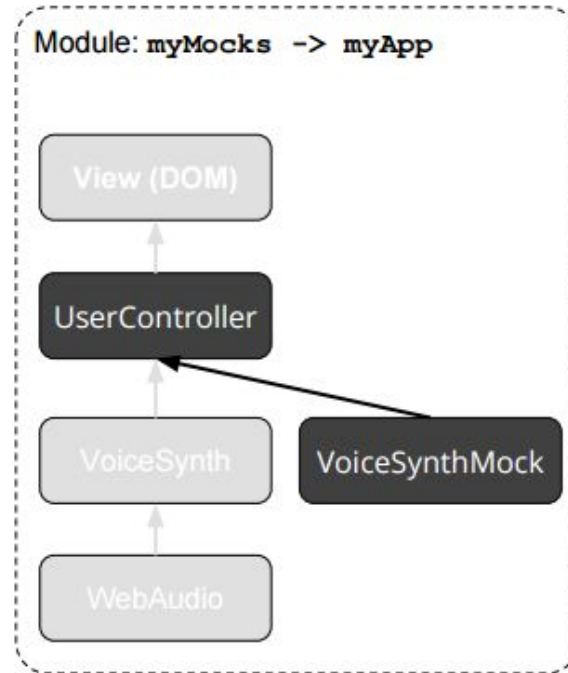 Module: myMocks -> myApp
View (DOM)
UserController
VoiceSynth
VoiceSynthMock
WebAudio